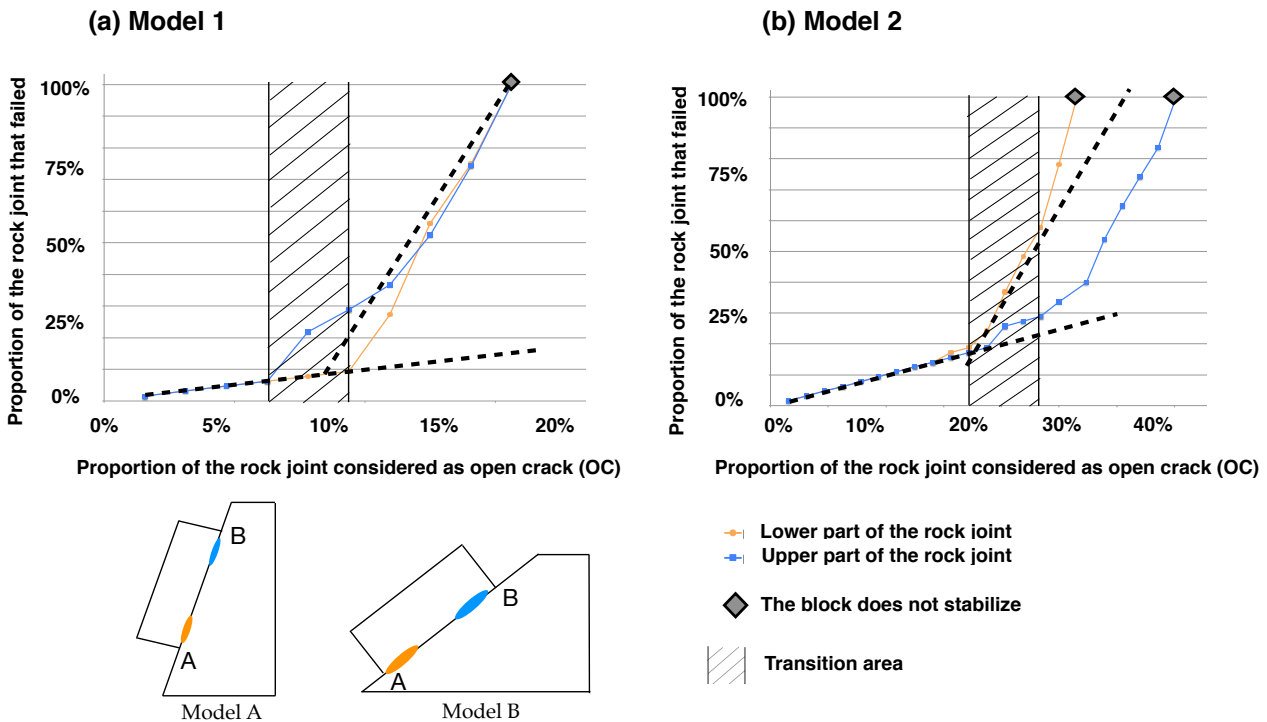 (a) Model 1
Proportion of the rock joint that failed
100%
75%
50%
25%
0%
0% 5% 10% 15% 20%
Proportion of the rock joint considered as open crack (OC)
(b) Model 2
Proportion of the rock joint that failed
100%
75%
50%
25%
0%
0% 10% 20% 30% 40%
Proportion of the rock joint considered as open crack (OC)
B
A
Model A
B
A
Model B
Lower part of the rock joint
Upper part of the rock joint
The block does not stabilize
Transition area